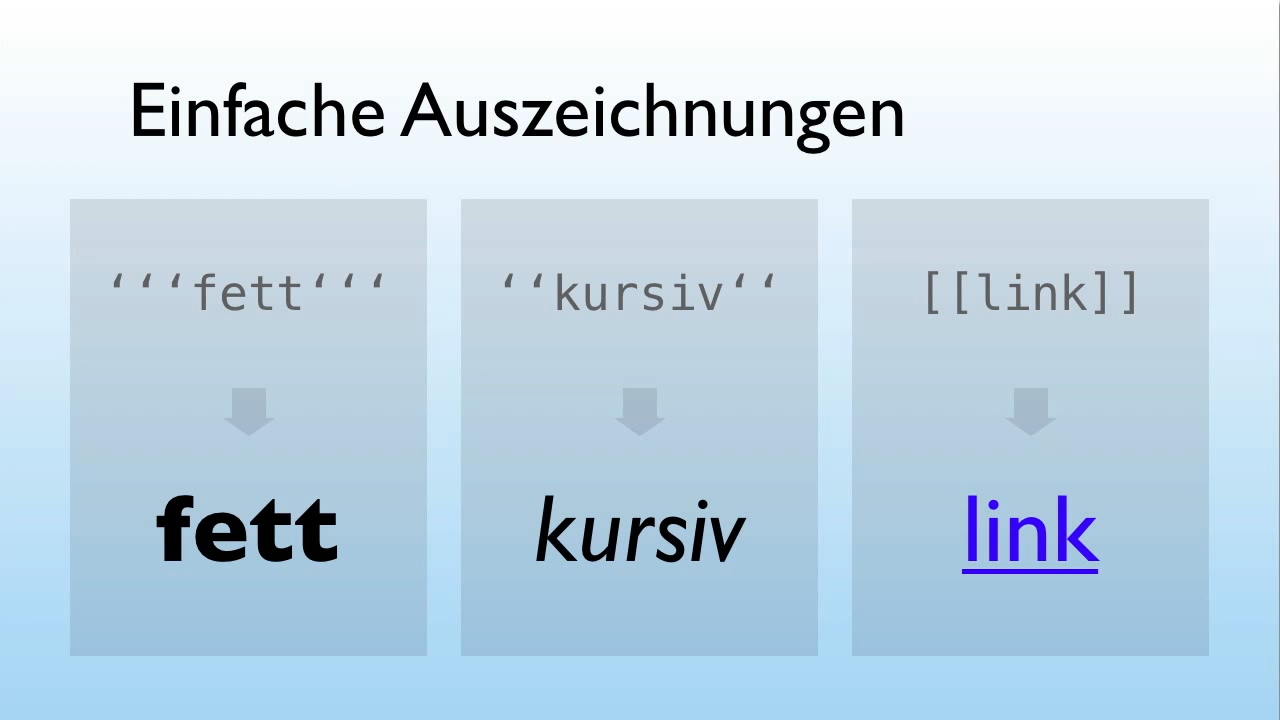 Einfache Auszeichnungen
‘‘‘fett‘‘‘
‘‘kursiv‘‘
[[link]]
fett
kursiv
link